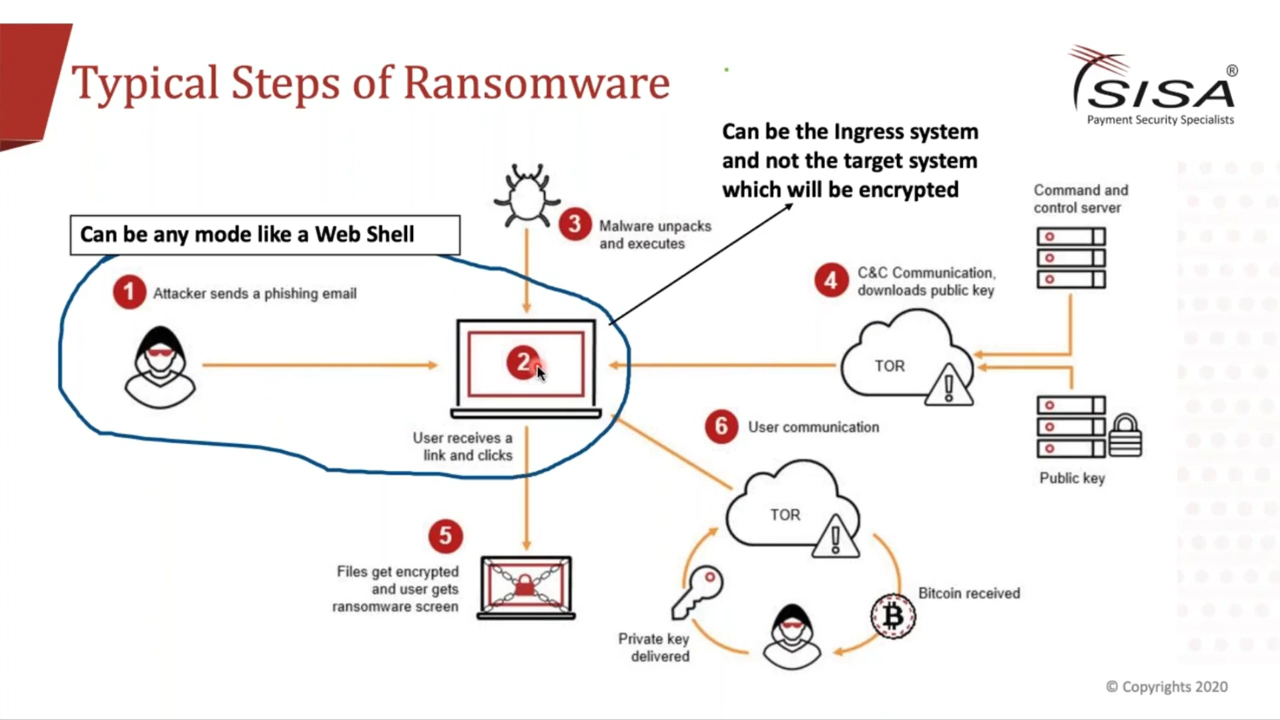 Typical Steps of Ransomware
SISA®
Payment Security Specialists
Can be the Ingress system
and not the target system
which will be encrypted
Can be any mode like a Web Shell
1
Attacker sends a phishing email
2
User receives a
link and clicks
3
Malware unpacks
and executes
4
C&C Communication,
downloads public key
Command and
control server
TOR
Public key
5
Files get encrypted
and user gets
ransomware screen
6
User communication
TOR
Bitcoin received
B
Private key
delivered
© Copyrights 2020